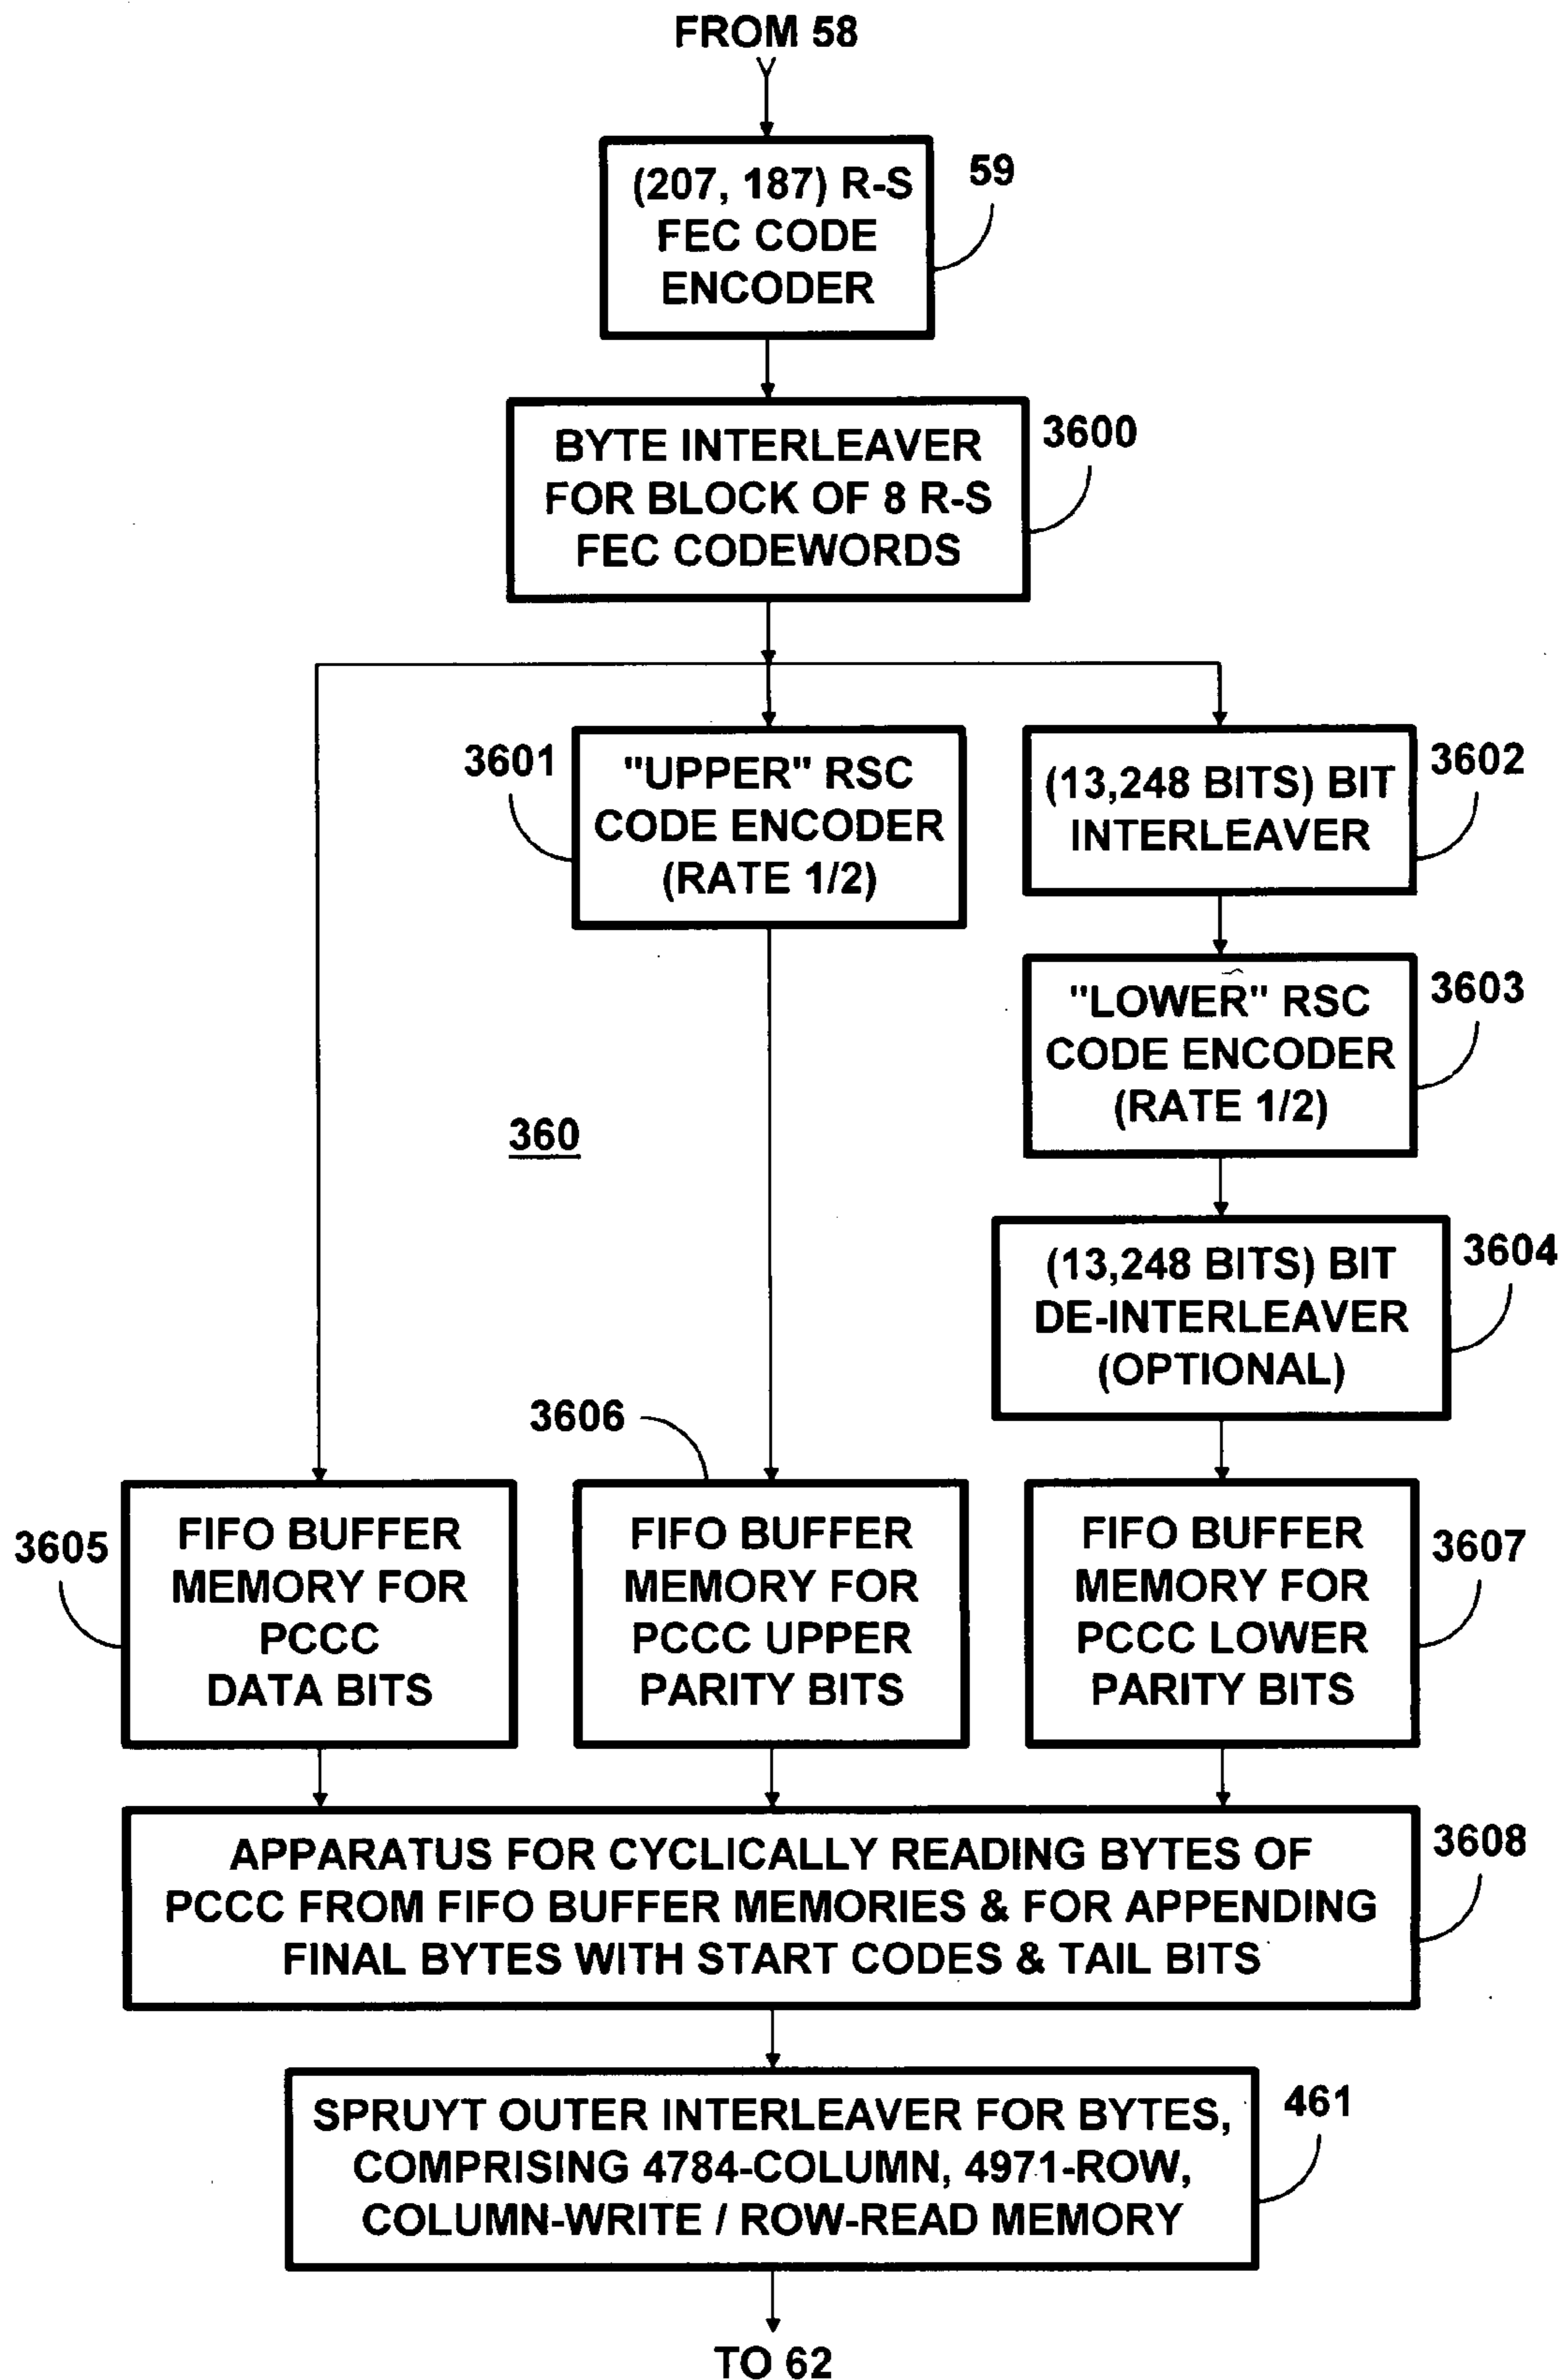 FROM 58
(207, 187) R-S
FEC CODE
ENCODER
59
BYTE INTERLEAVER
FOR BLOCK OF 8 R-S
FEC CODEWORDS
3600
3601
"UPPER" RSC
CODE ENCODER
(RATE 1/2)
(13,248 BITS) BIT
INTERLEAVER
3602
"LOWER" RSC
CODE ENCODER
(RATE 1/2)
3603
360
(13,248 BITS) BIT
DE-INTERLEAVER
(OPTIONAL)
3604
3605
FIFO BUFFER
MEMORY FOR
PCCC
DATA BITS
3606
FIFO BUFFER
MEMORY FOR
PCCC UPPER
PARITY BITS
FIFO BUFFER
MEMORY FOR
PCCC LOWER
PARITY BITS
3607
APPARATUS FOR CYCLICALLY READING BYTES OF
PCCC FROM FIFO BUFFER MEMORIES & FOR APPENDING
FINAL BYTES WITH START CODES & TAIL BITS
3608
SPRUYT OUTER INTERLEAVER FOR BYTES,
COMPRISING 4784-COLUMN, 4971-ROW,
COLUMN-WRITE / ROW-READ MEMORY
461
TO 62